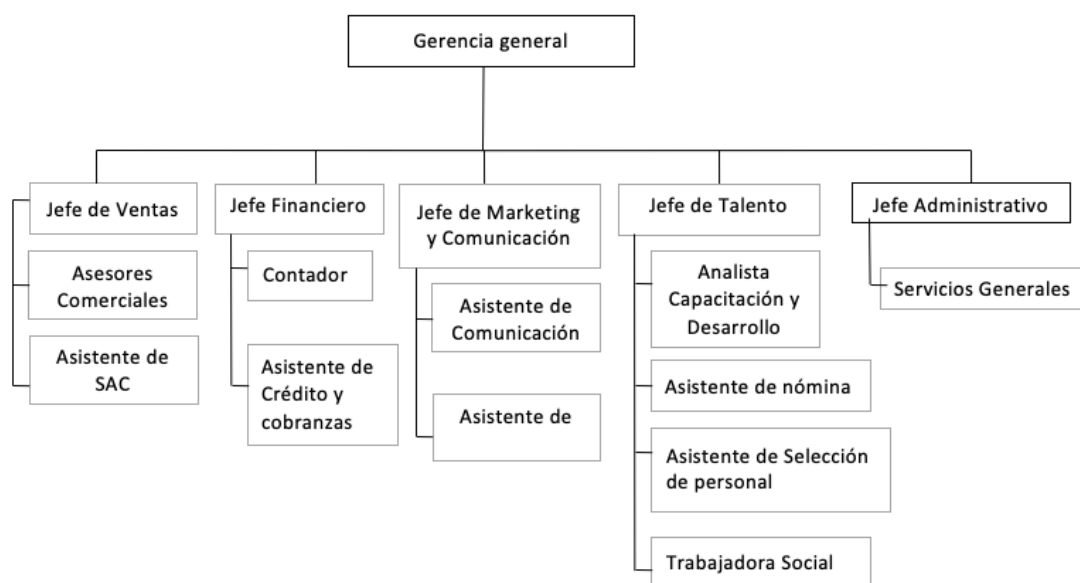 Gerencia general
Jefe de Ventas
Asesores
Comerciales
Asistente de
SAC
Jefe Financiero
Contador
Asistente de
Crédito y
cobranzas
Jefe de Marketing
y Comunicación
Asistente de
Comunicación
Asistente de
Jefe de Talento
Analista
Capacitación y
Desarrollo
Asistente de nómina
Asistente de Selección
de personal
Trabajadora Social
Jefe Administrativo
Servicios Generales